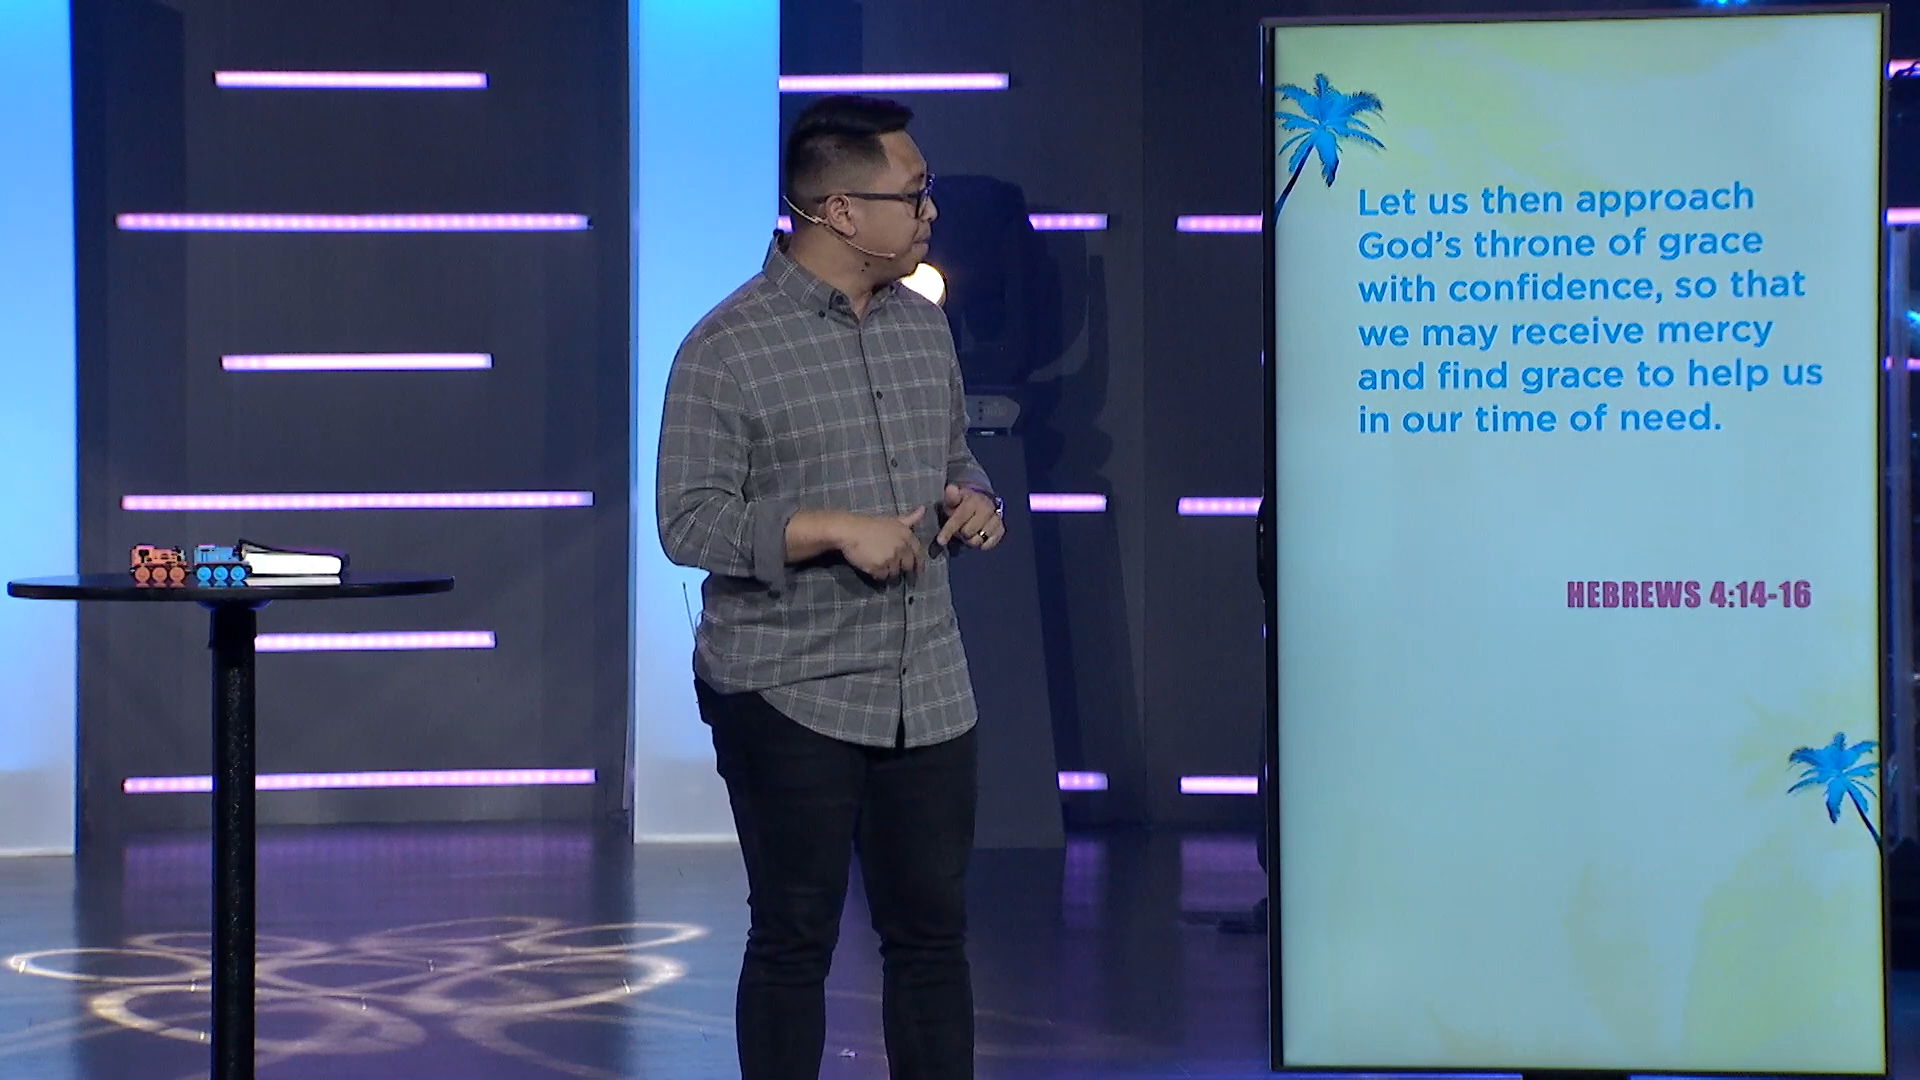 Let us then approach
God’s throne of grace
with confidence, so that
we may receive mercy
and find grace to help us
in our time of need.
HEBREWS 4:14-16